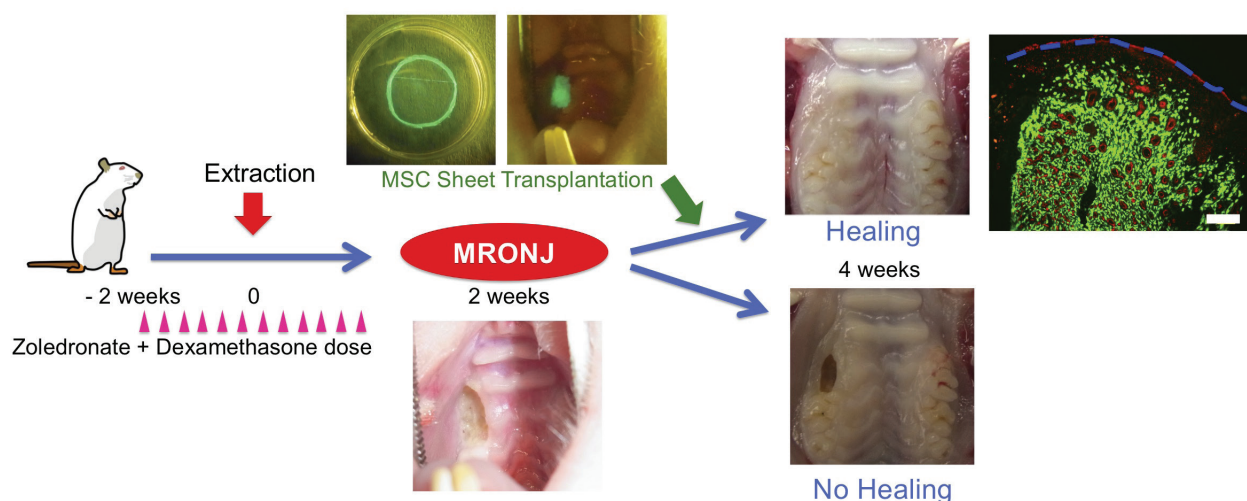 MSC Sheet Transplantation
Extraction
MRONJ
Healing
- 2 weeks
0
2 weeks
4 weeks
Zoledronate + Dexamethasone dose
No Healing